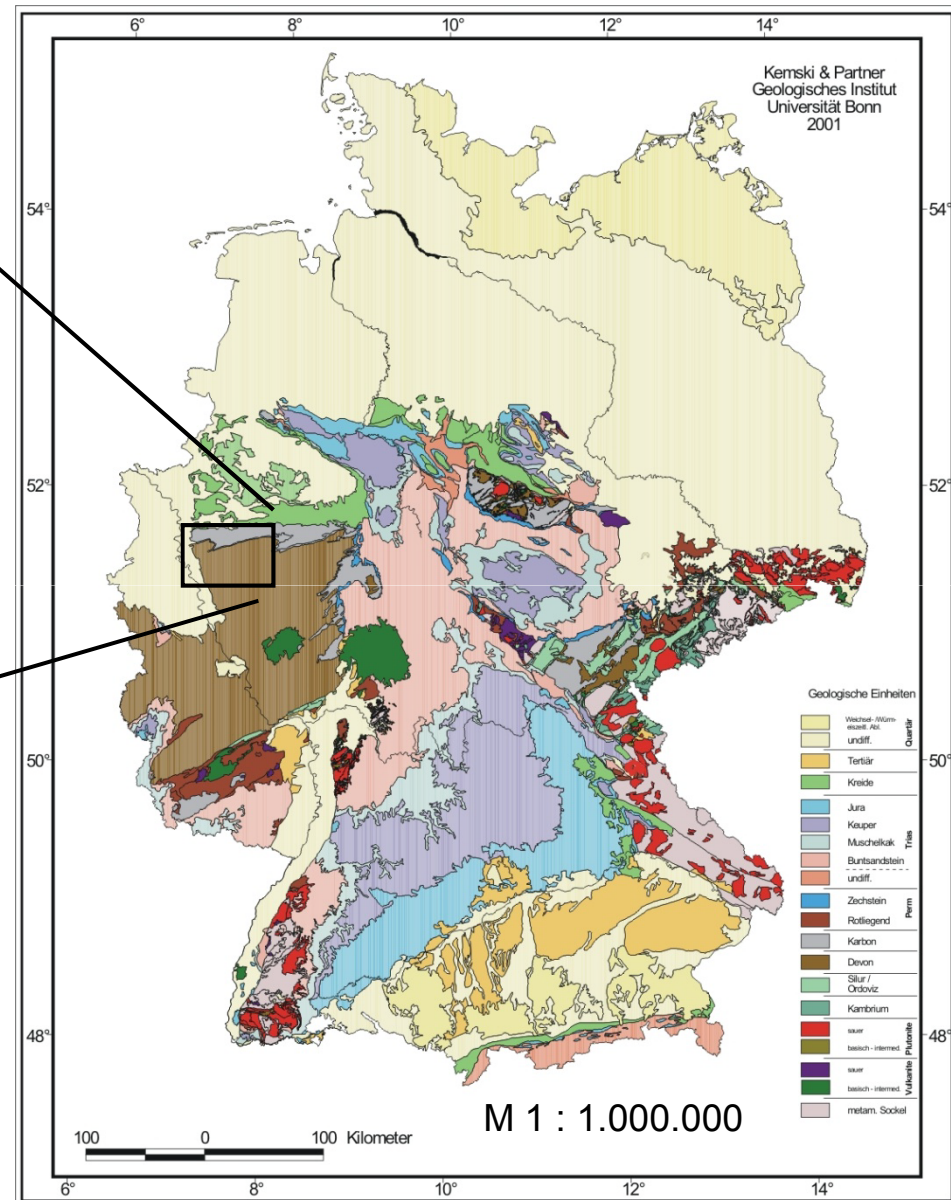 6°
8°
10°
12°
14°
Kemski & Partner
Geologisches Institut
Universität Bonn
2001
54°
54°
52°
52°
50°
50°
48°
48°
Geologische Einheiten
Weichsel- /Würm-
eiszeitl. Abl.
undiff.
Quartär
Tertiär
Kreide
Jura
Keuper
Muschelkak
Buntsandstein
undiff.
Trias
Zechstein
Rotliegend
Perm
Karbon
Devon
Silur /
Ordoviz
Kambrium
sauer
basisch - intermed.
Plutonite
sauer
basisch - intermed.
Vulkanite
metam. Sockel
M 1 : 1.000.000
100 0 100 Kilometer
6°
8°
10°
12°
14°